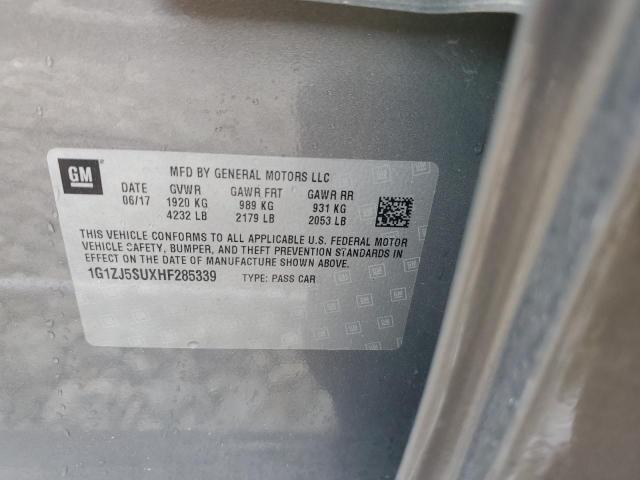 GM
MFD BY GENERAL MOTORS LLC
DATE GVWR GAWR FRT GAWR RR
06/17 1920 KG 989 KG 931 KG
4232 LB 2179 LB 2053 LB
THIS VEHICLE CONFORMS TO ALL APPLICABLE U.S. FEDERAL MOTOR
VEHICLE SAFETY, BUMPER, AND THEFT PREVENTION STANDARDS IN
EFFECT ON THE DATE OF MANUFACTURE SHOWN ABOVE.
1G1ZJ5SUXHF285339 TYPE: PASS CAR